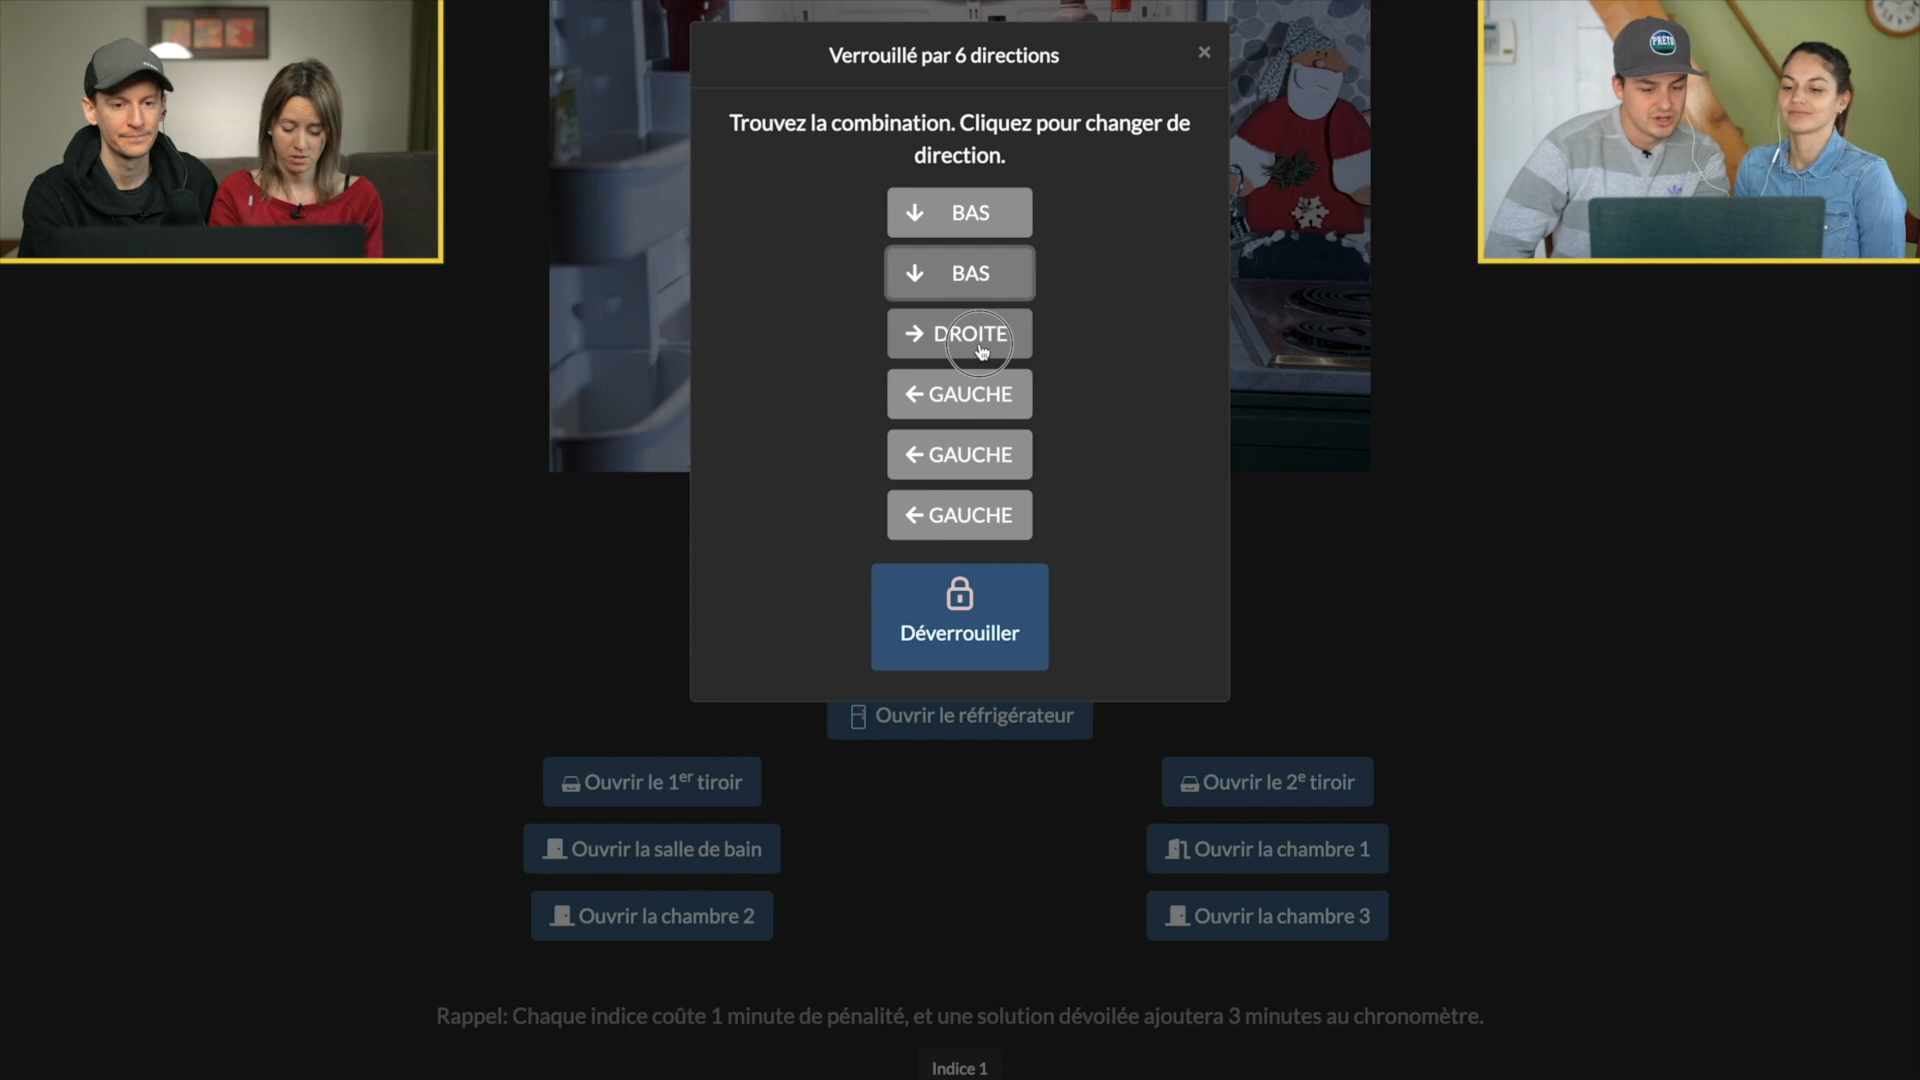 Verrouillé par 6 directions
×
Trouvez la combination. Cliquez pour changer de
direction.
BAS
BAS
DROITE
GAUCHE
GAUCHE
GAUCHE
Déverrouiller
Ouvrir le réfrigérateur
Ouvrir le 1er tiroir
Ouvrir le 2e tiroir
Ouvrir la salle de bain
Ouvrir la chambre 1
Ouvrir la chambre 2
Ouvrir la chambre 3
Rappel: Chaque indice coûte 1 minute de pénalité, et une solution dévoilée ajoutera 3 minutes au chronomètre.
Indice 1
PRETS